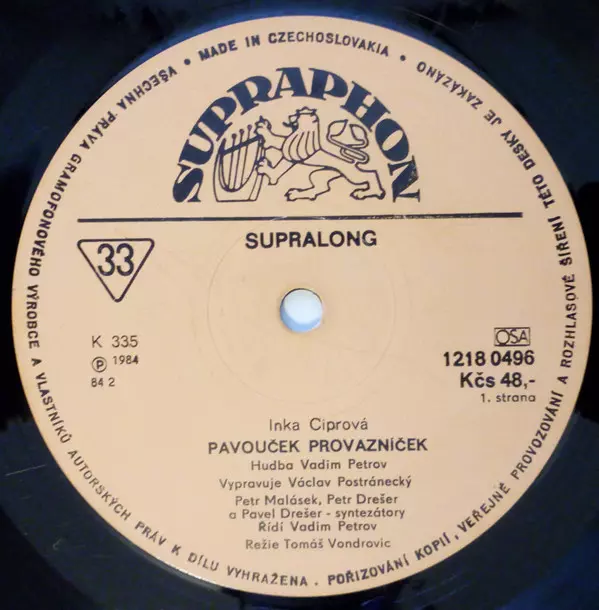 VŠECHNA PRÁVA GRAMOFONOVÉHO VÝROBCE A VLASTNÍKŮ AUTORSKÝCH PRÁV K DÍLU VYHRAŽENA • POŘIZOVÁNÍ KOPIÍ, VEŘEJNÉ PROVOZOVÁNÍ A ROZHLASOVÉ ŠÍŘENÍ TÉTO DESKY JE ZAKÁZÁNO • MADE IN CZECHOSLOVAKIA •
SUPRAPHON
SUPRALONG
33
K 335
Ⓟ 1984
84 2
OSA
1218 0496
Kčs 48,-
1. strana
Inka Ciprová
PAVOUČEK PROVAZNÍČEK
Hudba Vadim Petrov
Vypravuje Václav Postránecký
Petr Malásek, Petr Drešer
a Pavel Drešer - syntezátory
Řídí Vadim Petrov
Režie Tomáš Vondrovic